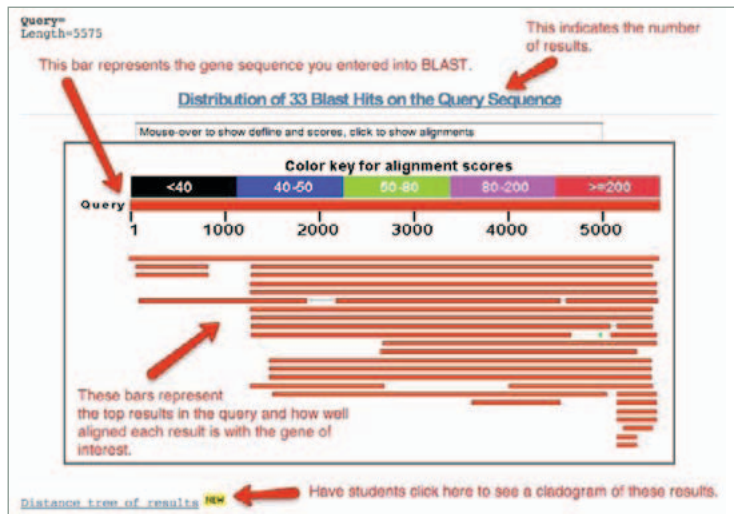 Query=
Length=5575
This indicates the number
of results.
This bar represents the gene sequence you entered into BLAST.
Distribution of 33 Blast Hits on the Query Sequence
Mouse-over to show defline and scores, click to show alignments
Color key for alignment scores
<40 40-50 50-80 80-200 >=200
Query
1 1000 2000 3000 4000 5000
These bars represent
the top results in the query and how well
aligned each result is with the gene of
interest.
Distance tree of results NEW
Have students click here to see a cladogram of these results.